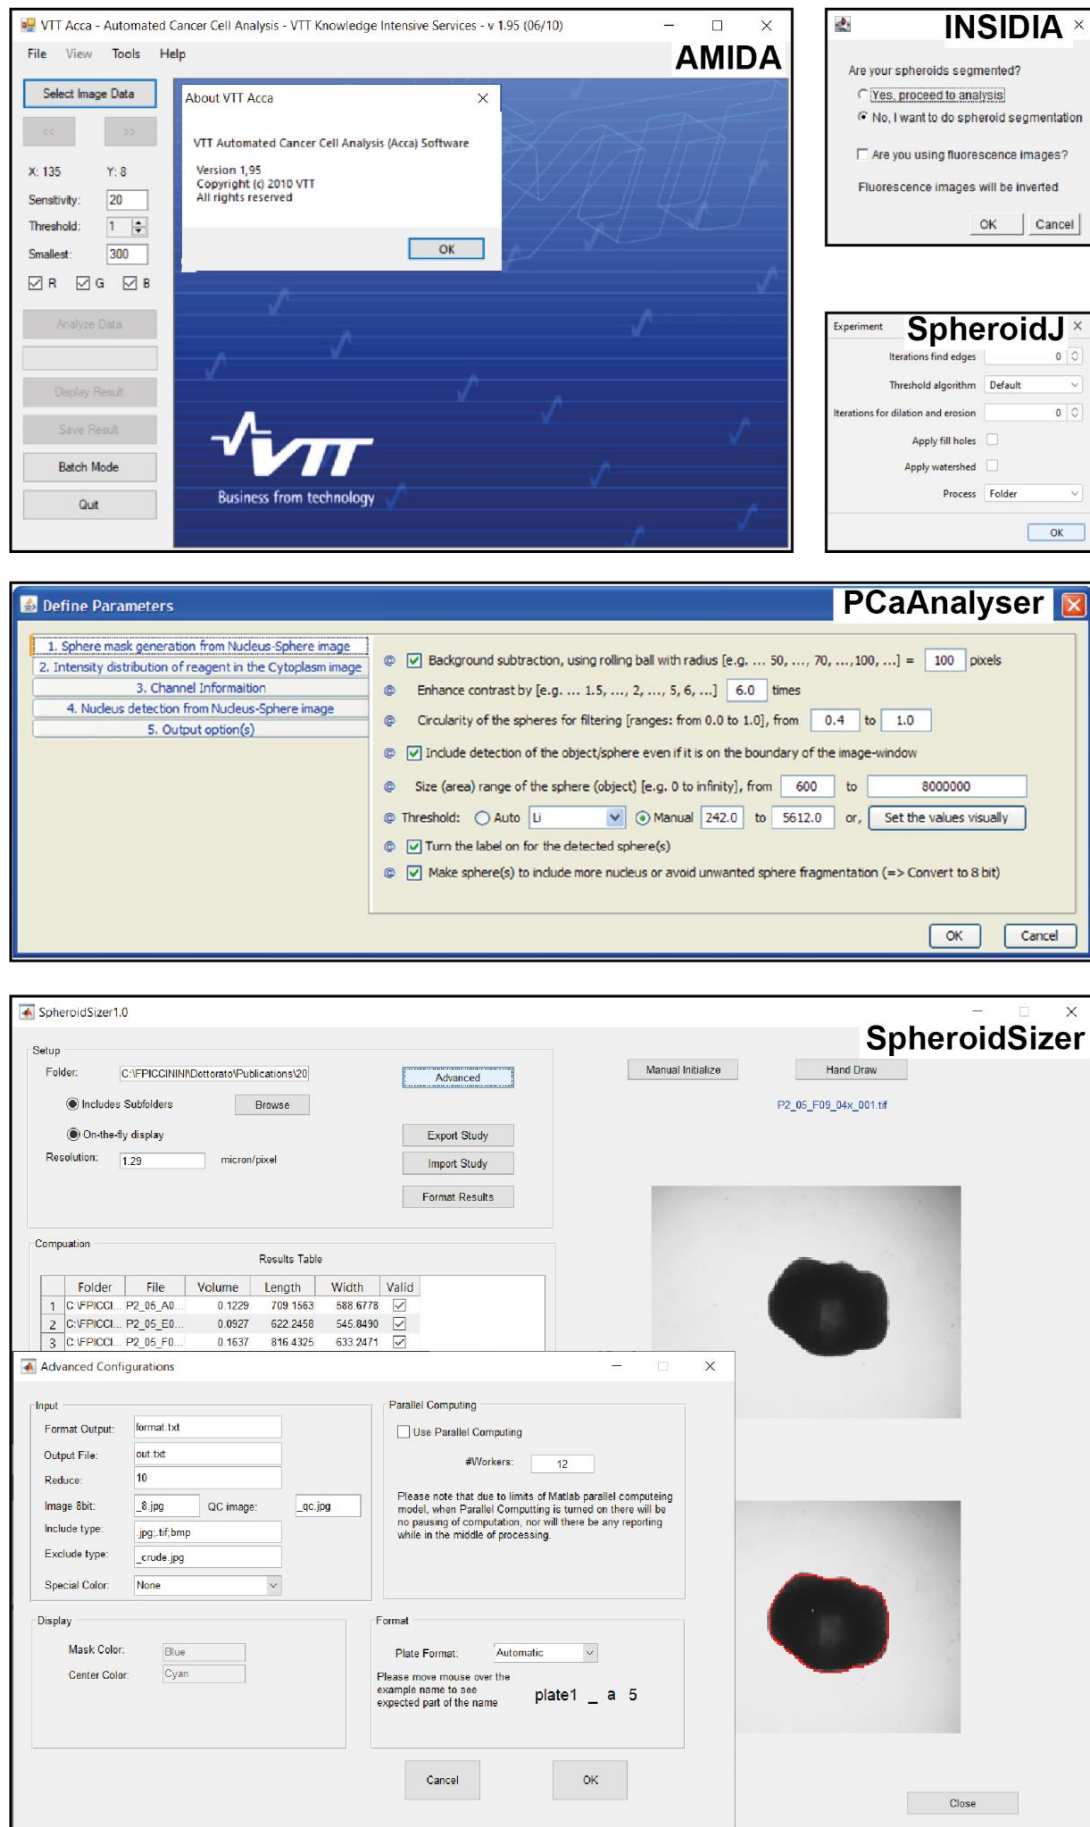 VTT Acca - Automated Cancer Cell Analysis - VTT Knowledge Intensive Services - v 1.95 (06/10)
AMIDA
File View Tools Help
Select Image Data
<< >>
X: 135 Y: 8
Sensitivity: 20
Threshold: 1
Smallest: 300
R G B
Analyze Data
Display Result
Save Result
Batch Mode
Quit
About VTT Acca
VTT Automated Cancer Cell Analysis (Acca) Software
Version 1,95
Copyright (c) 2010 VTT
All rights reserved
OK
VTT
Business from technology
INSIDIA
Are your spheroids segmented?
Yes, proceed to analysis
No, I want to do spheroid segmentation
Are you using fluorescence images?
Fluorescence images will be inverted
OK Cancel
Experiment
SpheroidJ
Iterations find edges 0
Threshold algorithm Default
Iterations for dilation and erosion 0
Apply fill holes
Apply watershed
Process Folder
OK
Define Parameters
PCaAnalyser
1. Sphere mask generation from Nucleus-Sphere image
2. Intensity distribution of reagent in the Cytoplasm image
3. Channel Informaition
4. Nudeus detection from Nucleus-Sphere image
5. Output option(s)
@ Background subtraction, using rolling ball with radius [e.g. ... 50, ..., 70, ...,100, ...] = 100 pixels
@ Enhance contrast by [e.g. ... 1.5, ..., 2, ..., 5, 6, ...] 6.0 times
@ Circularity of the spheres for filtering [ranges: from 0.0 to 1.0], from 0.4 to 1.0
@ Include detection of the object/sphere even if it is on the boundary of the image-window
@ Size (area) range of the sphere (object) [e.g. 0 to infinity], from 600 to 8000000
@ Threshold: Auto Li Manual 242.0 to 5612.0 or, Set the values visually
@ Turn the label on for the detected sphere(s)
@ Make sphere(s) to include more nucleus or avoid unwanted sphere fragmentation (=> Convert to 8 bit)
OK Cancel
SpheroidSizer1.0
SpheroidSizer
Setup
Folder: C:\FPICCININI\Dottorato\Publications\20
Advanced
Includes Subfolders Browse
On-the-fly display
Export Study
Resolution: 1.29 micron/pixel
Import Study
Format Results
Manual Initialize Hand Draw
P2_05_F09_04x_001.tif
Compuation
Results Table
Folder File Volume Length Width Valid
1 C:\FPICCI... P2_05_A0... 0.1229 709.1563 588.6778
2 C:\FPICCI... P2_05_E0... 0.0927 622.2458 545.8490
3 C:\FPICCI... P2_05_F0... 0.1637 816.4325 633.2471
Advanced Configurations
Input
Format Output: format.txt
Output File: out.txt
Reduce: 10
Image 8bit: _8.jpg QC image: _qc.jpg
Include type: .jpg;.tif;bmp
Exclude type: _crude.jpg
Special Color: None
Parallel Computing
Use Parallel Computing
#Workers: 12
Please note that due to limits of Matlab parallel computeing
model, when Parallel Computting is turned on there will be
no pausing of computation, nor will there be any reporting
while in the middle of processing.
Display
Mask Color: Blue
Center Color: Cyan
Format
Plate Format: Automatic
Please move mouse over the
example name to see
expected part of the name
plate1 _ a 5
Cancel OK
Close